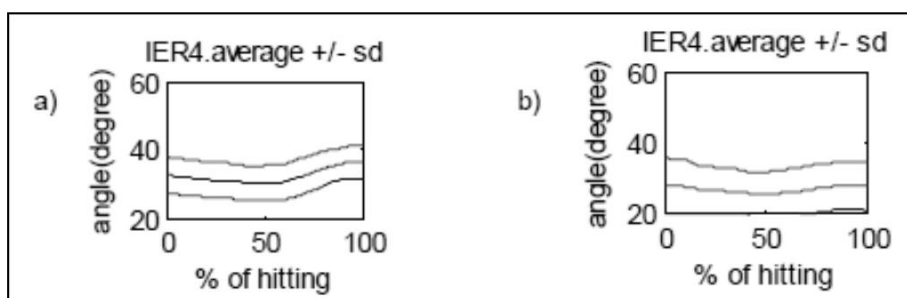 a)
IER4.average +/- sd
angle(degree)
60
40
20
0
50
100
% of hitting
b)
IER4.average +/- sd
angle(degree)
60
40
20
0
50
100
% of hitting